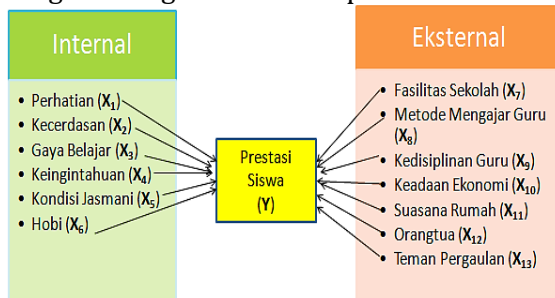 Internal
• Perhatian (X1)
• Kecerdasan (X2)
• Gaya Belajar (X3)
• Keingintahuan (X4)
• Kondisi Jasmani (X5)
• Hobi (X6)
Prestasi
Siswa
(Y)
Eksternal
• Fasilitas Sekolah (X7)
• Metode Mengajar Guru
(X8)
• Kedisiplinan Guru (X9)
• Keadaan Ekonomi (X10)
• Suasana Rumah (X11)
• Orangtua (X12)
• Teman Pergaulan (X13)